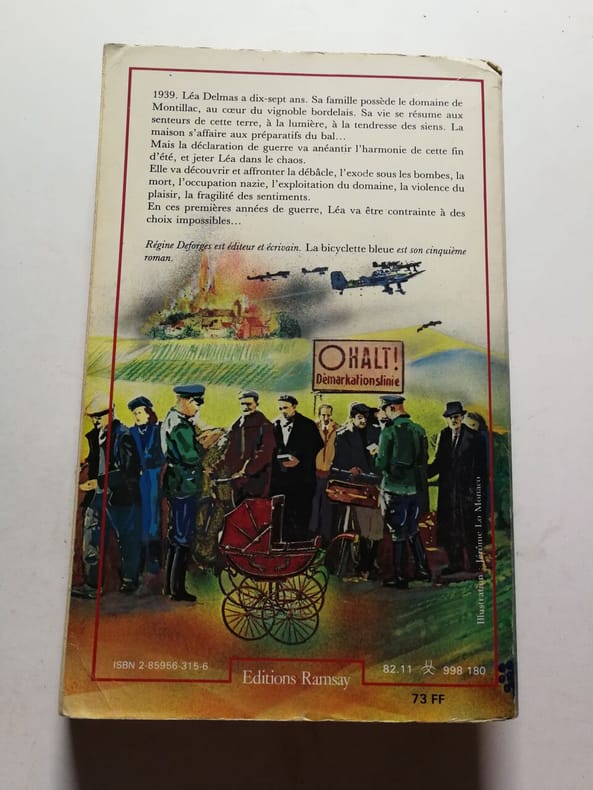 1939. Léa Delmas a dix-sept ans. Sa famille possède le domaine de
Montillac, au cœur du vignoble bordelais. Sa vie se résume aux
senteurs de cette terre, à la lumière, à la tendresse des siens. La
maison s'affaire aux préparatifs du bal...
Mais la déclaration de guerre va anéantir l'harmonie de cette fin
d'été, et jeter Léa dans le chaos.
Elle va découvrir et affronter la débâcle, l'exode sous les bombes, la
mort, l'occupation nazie, l'exploitation du domaine, la violence du
plaisir, la fragilité des sentiments.
En ces premières années de guerre, Léa va être contrainte à des
choix impossibles...
Régine Deforges est éditeur et écrivain. La bicyclette bleue est son cinquième
roman.
HALT!
Dèmarkationslinie
Illustration : Jérôme Lo Monaco
ISBN 2-85956-315-6
Editions Ramsay
82.11 998 180
73 FF